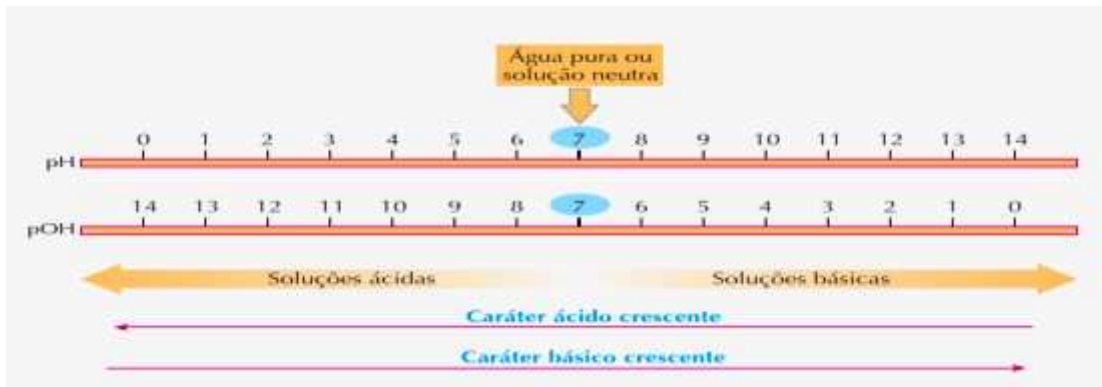 Água pura ou
solução neutra
0 1 2 3 4 5 6 7 8 9 10 11 12 13 14
pH
14 13 12 11 10 9 8 7 6 5 4 3 2 1 0
pOH
Soluções ácidas Soluções básicas
Caráter ácido crescente
Caráter básico crescente